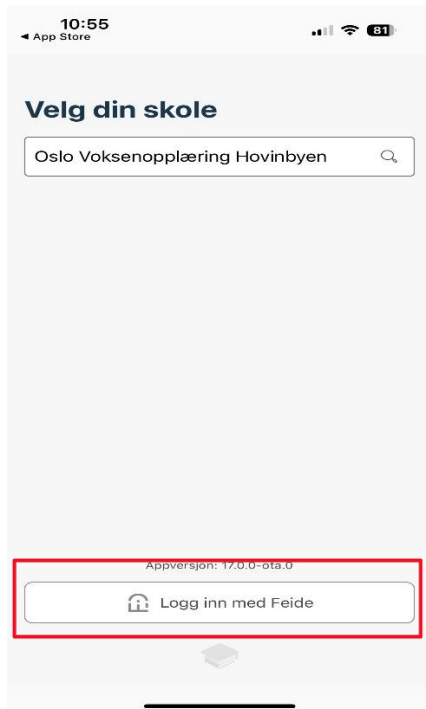 10:55
◀ App Store
81
Velg din skole
Oslo Voksenopplæring Hovinbyen
Appversjon: 17.0.0-ota.0
Logg inn med Feide